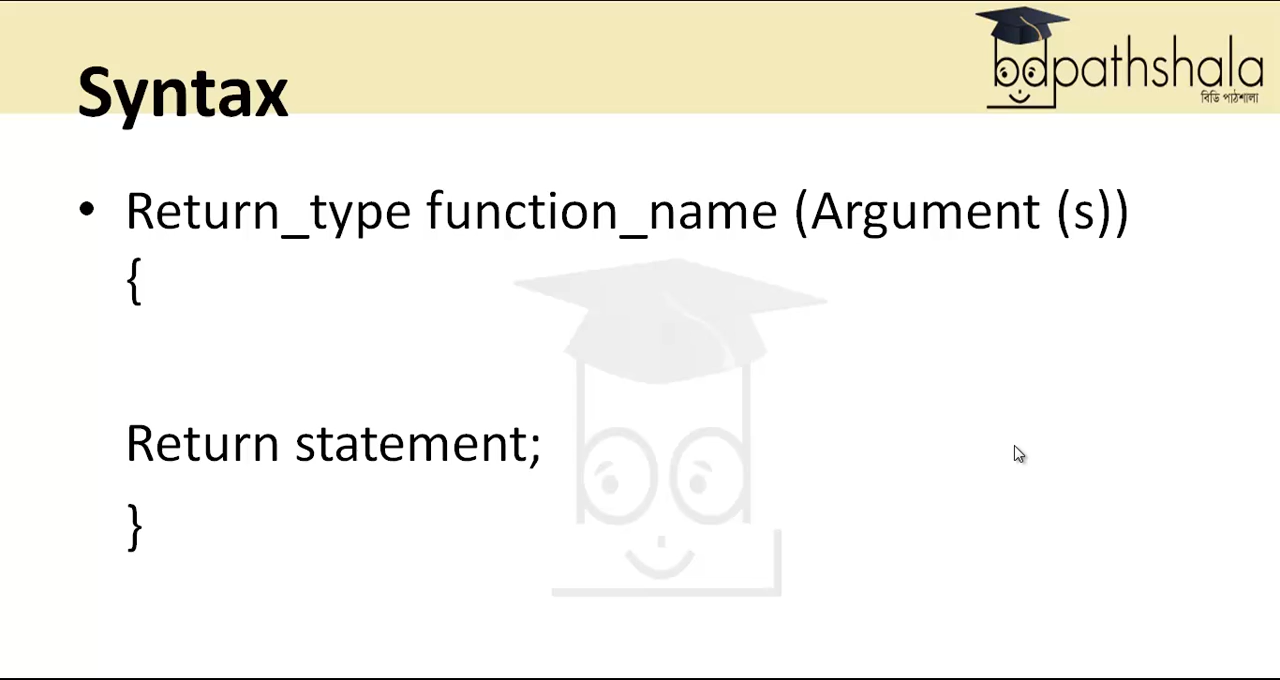 bdpathshala
বিডি পাঠশালা
Syntax
• Return_type function_name (Argument (s))
{
Return statement;
}